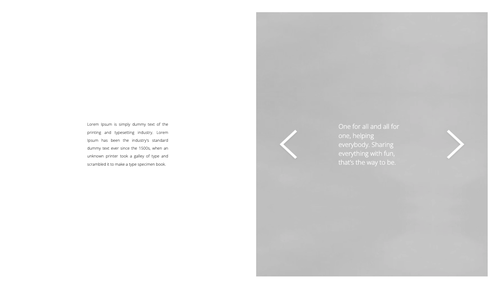 Lorem Ipsum is simply dummy text of the
printing and typesetting industry. Lorem
Ipsum has been the industry's standard
dummy text ever since the 1500s, when an
unknown printer took a galley of type and
scrambled it to make a type specimen book.
One for all and all for
one, helping
everybody. Sharing
everything with fun,
that's the way to be.